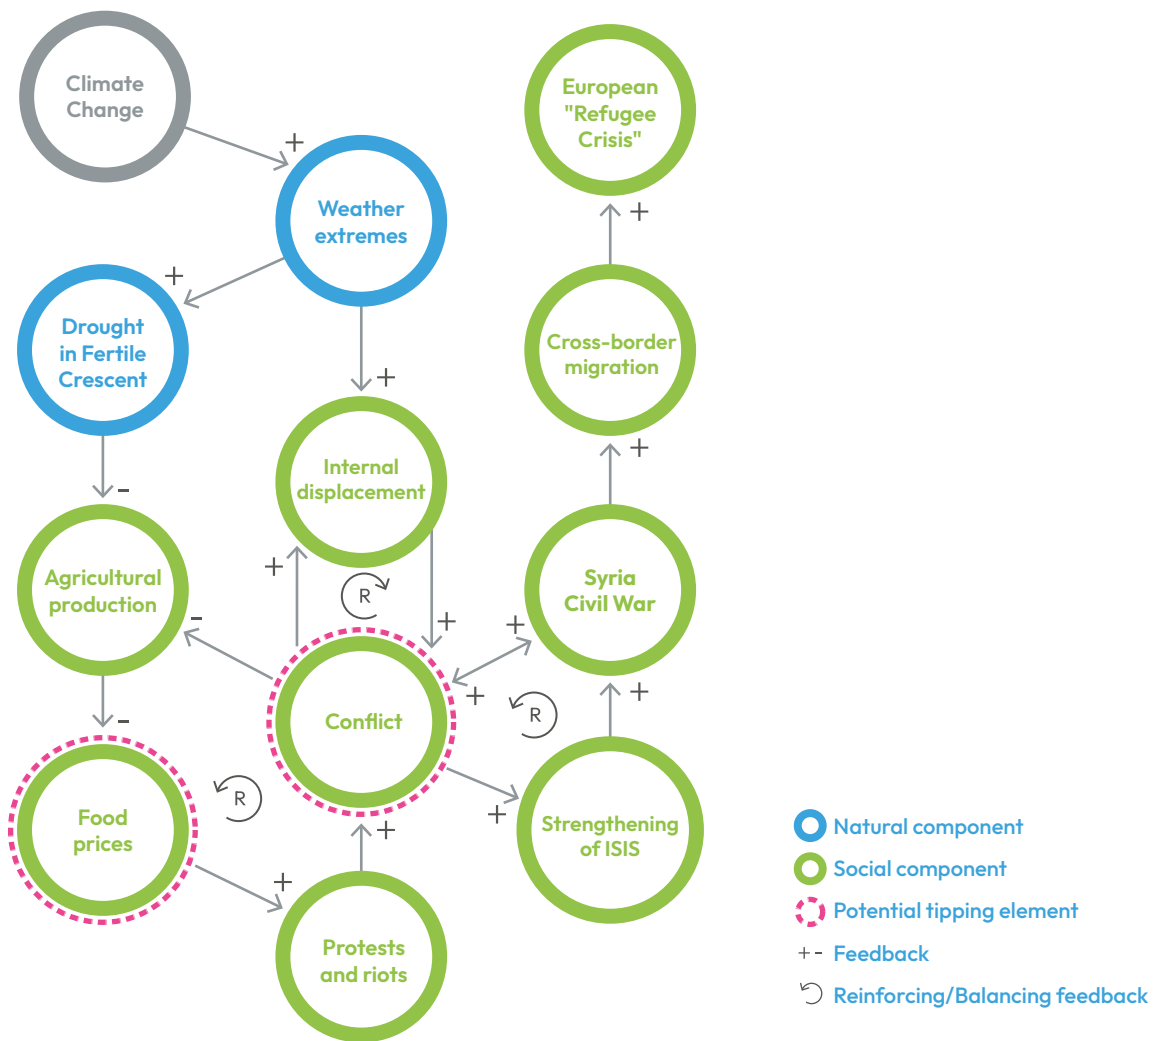 Climate
Change
+
Weather
extremes
+
Drought
in Fertile
Crescent
-
Agricultural
production
-
Food
prices
+
Protests
and riots
+
Conflict
-
+
Internal
displacement
+
+
R
R
R
+
+
Strengthening
of ISIS
+
+
Syria
Civil War
+
Cross-border
migration
+
European
"Refugee
Crisis"
Natural component
Social component
Potential tipping element
+ - Feedback
Reinforcing/Balancing feedback